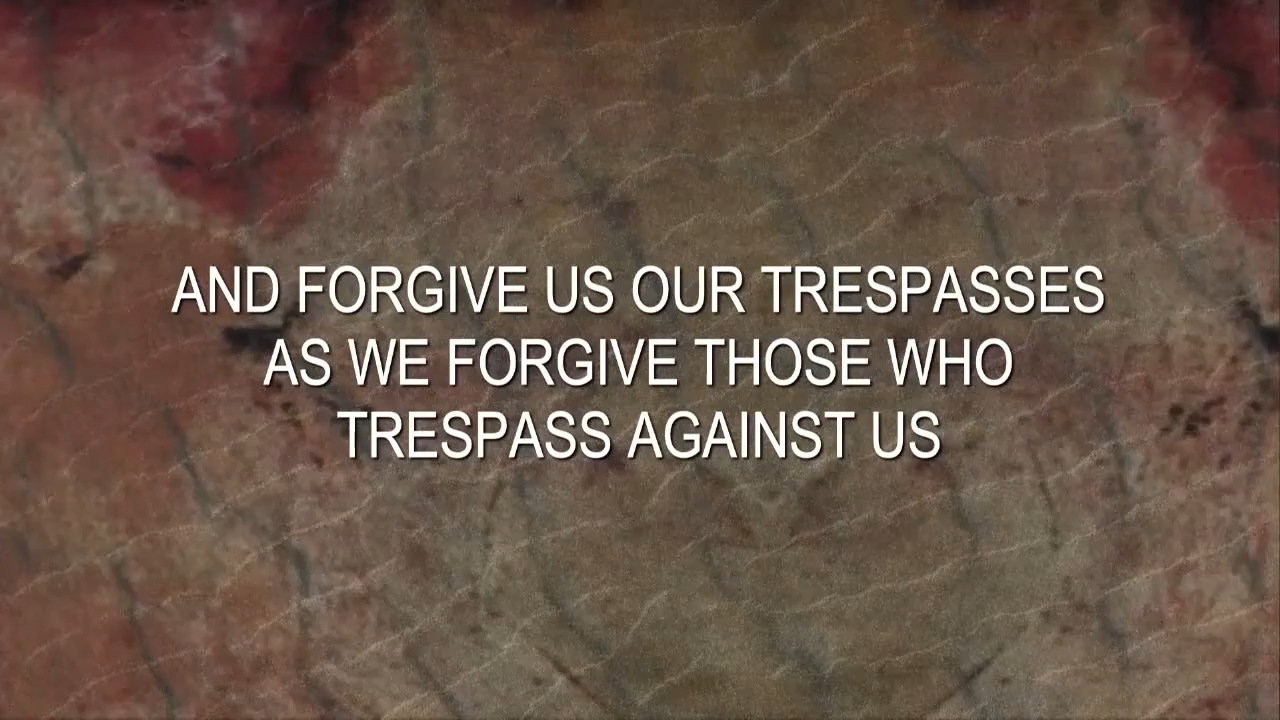 AND FORGIVE US OUR TRESPASSES
AS WE FORGIVE THOSE WHO
TRESPASS AGAINST US